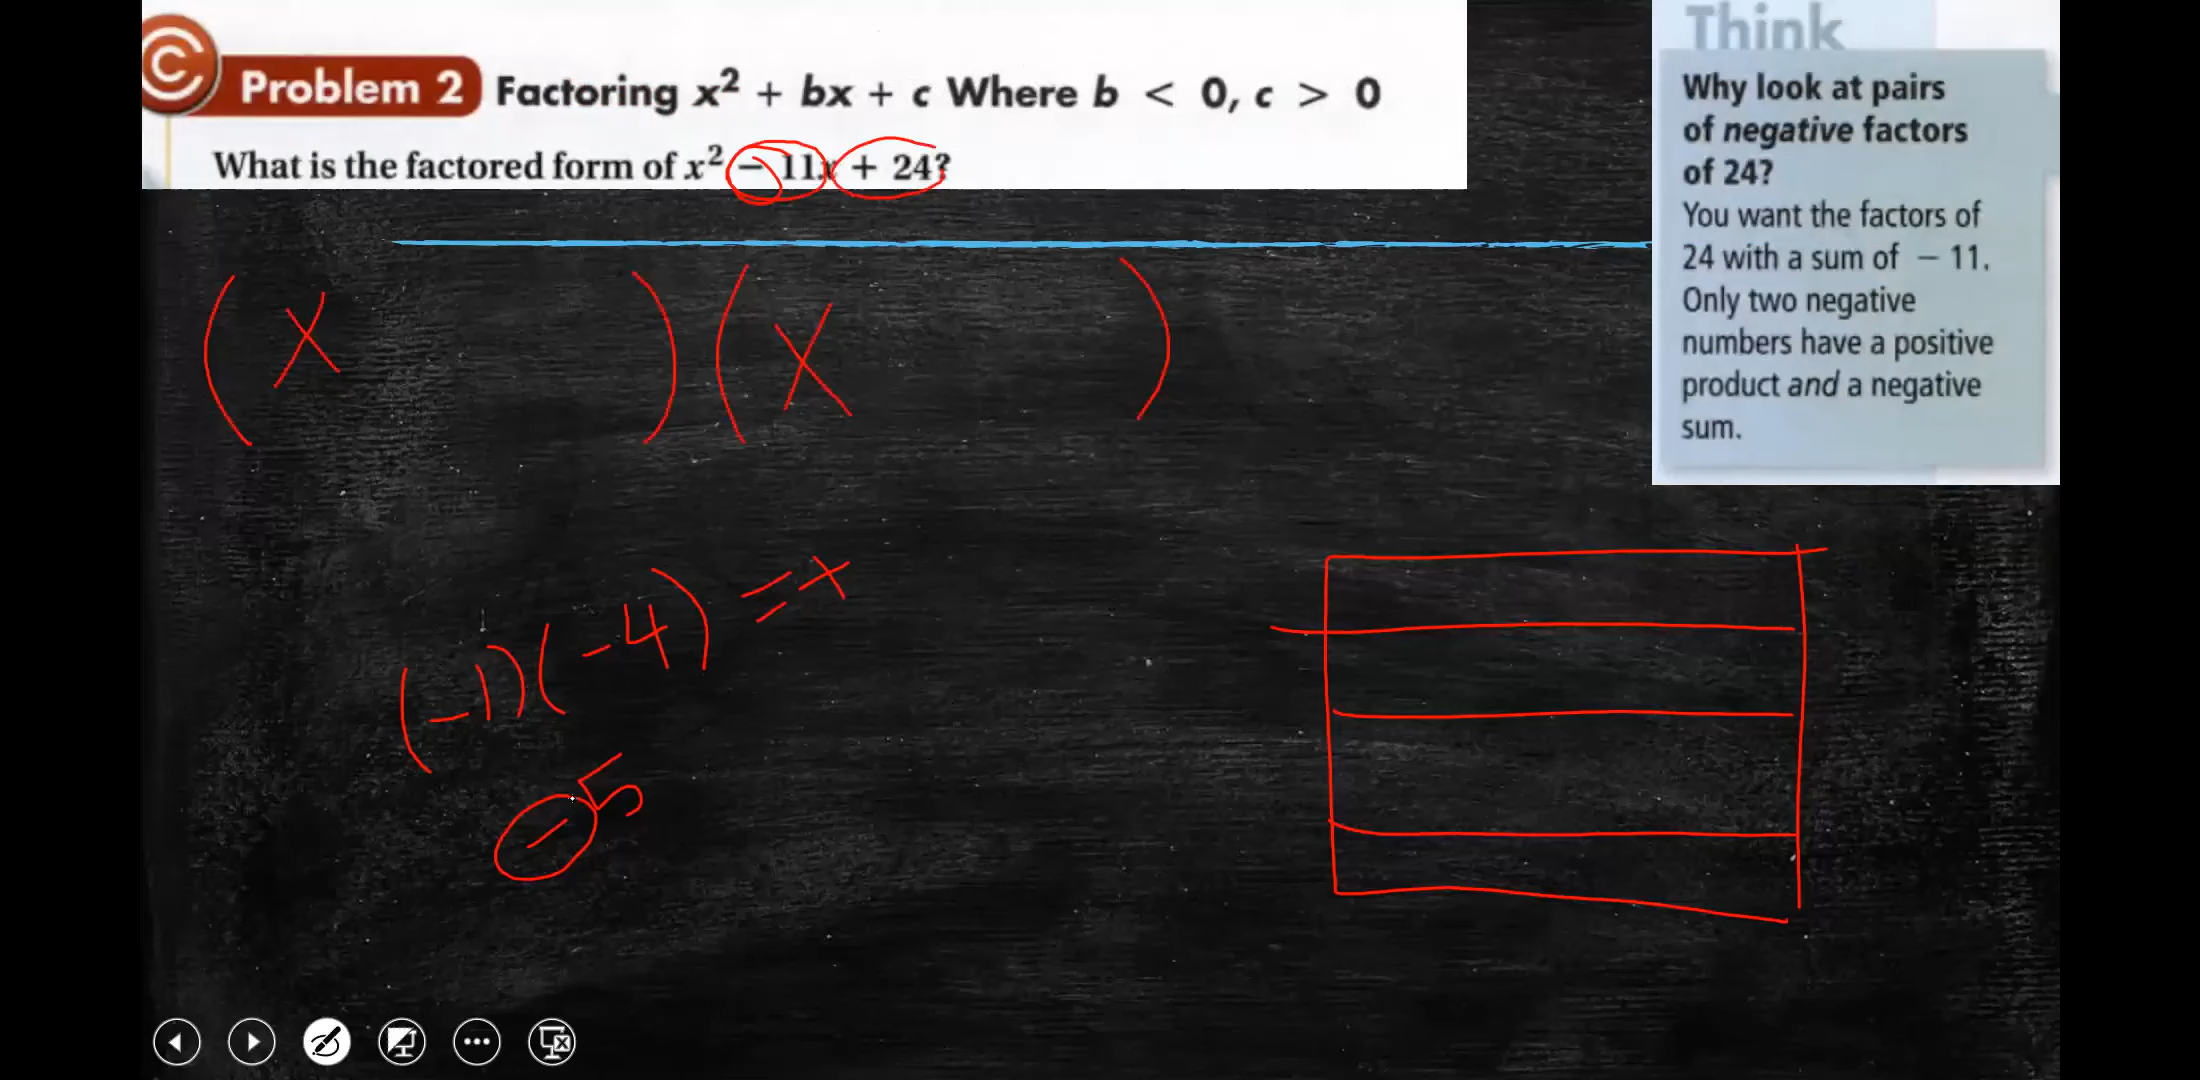 Problem 2 Factoring x² + bx + c Where b < 0, c > 0
What is the factored form of x² − 11x + 24?
Think
Why look at pairs
of negative factors
of 24?
You want the factors of
24 with a sum of − 11.
Only two negative
numbers have a positive
product and a negative
sum.
( X ) ( X )
(-1)(-4) = +
-5